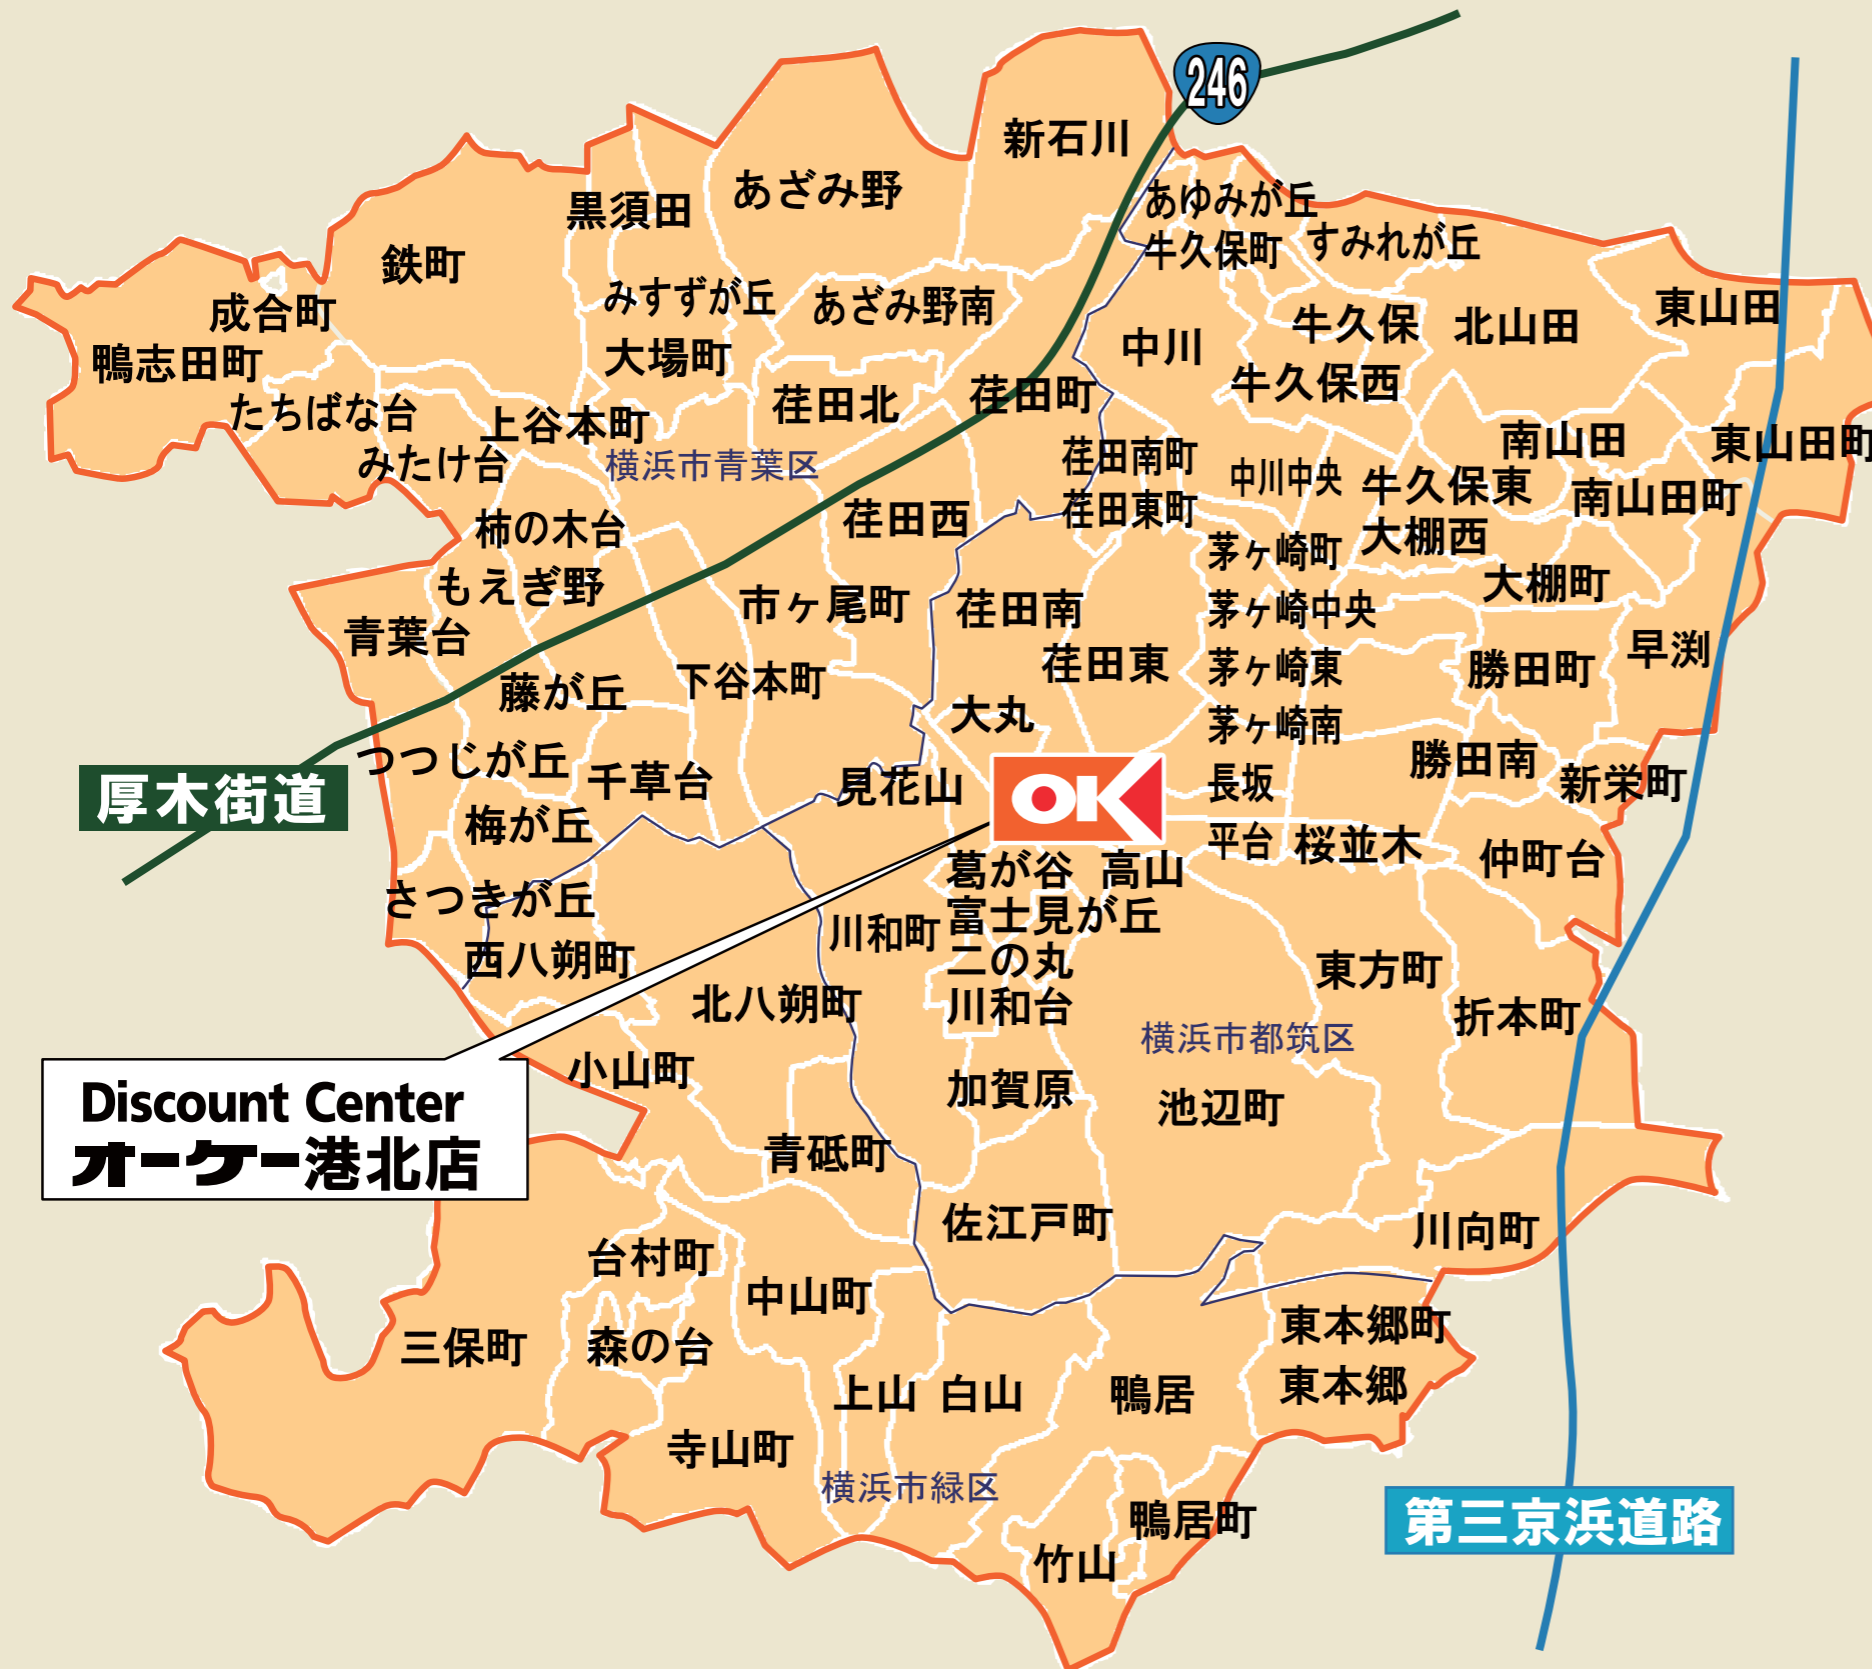 246
新石川
あざみ野
あゆみが丘
黒須田
すみれが丘
牛久保町
鉄町
みすずが丘
あざみ野南
成合町
牛久保
北山田
東山田
中川
大場町
鴨志田町
牛久保西
荏田町
荏田北
たちばな台
上谷本町
南山田
東山田町
荏田南町
みたけ台
横浜市青葉区
中川中央
牛久保東
南山田町
荏田東町
荏田西
柿の木台
大棚西
茅ヶ崎町
もえぎ野
大棚町
市ヶ尾町
荏田南
茅ヶ崎中央
青葉台
早渕
荏田東
茅ヶ崎東
勝田町
下谷本町
藤が丘
大丸
茅ヶ崎南
つつじが丘
勝田南
千草台
見花山
OK
長坂
新栄町
厚木街道
梅が丘
平台
桜並木
仲町台
葛が谷 高山
さつきが丘
富士見が丘
川和町
西八朔町
二の丸
東方町
北八朔町
川和台
折本町
横浜市都筑区
小山町
加賀原
池辺町
Discount Center
オーケー港北店
青砥町
佐江戸町
川向町
台村町
中山町
東本郷町
三保町
森の台
東本郷
上山 白山
鴨居
寺山町
横浜市緑区
鴨居町
第三京浜道路
竹山